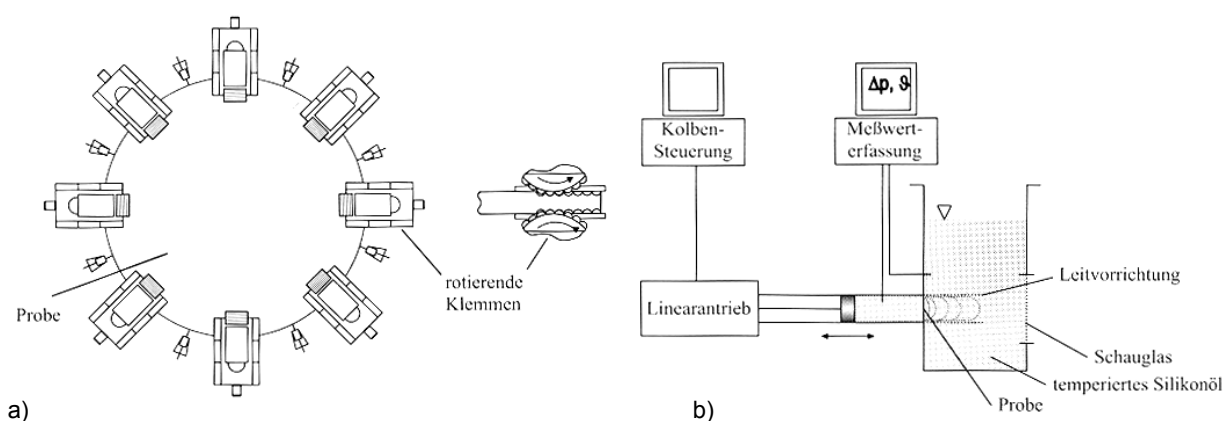 Probe
rotierende
Klemmen
a)
Kolben-
Steuerung
Δp, ϑ
Meßwert-
erfassung
Linearantrieb
Leitvorrichtung
Schauglas
temperiertes Silikonöl
Probe
b)